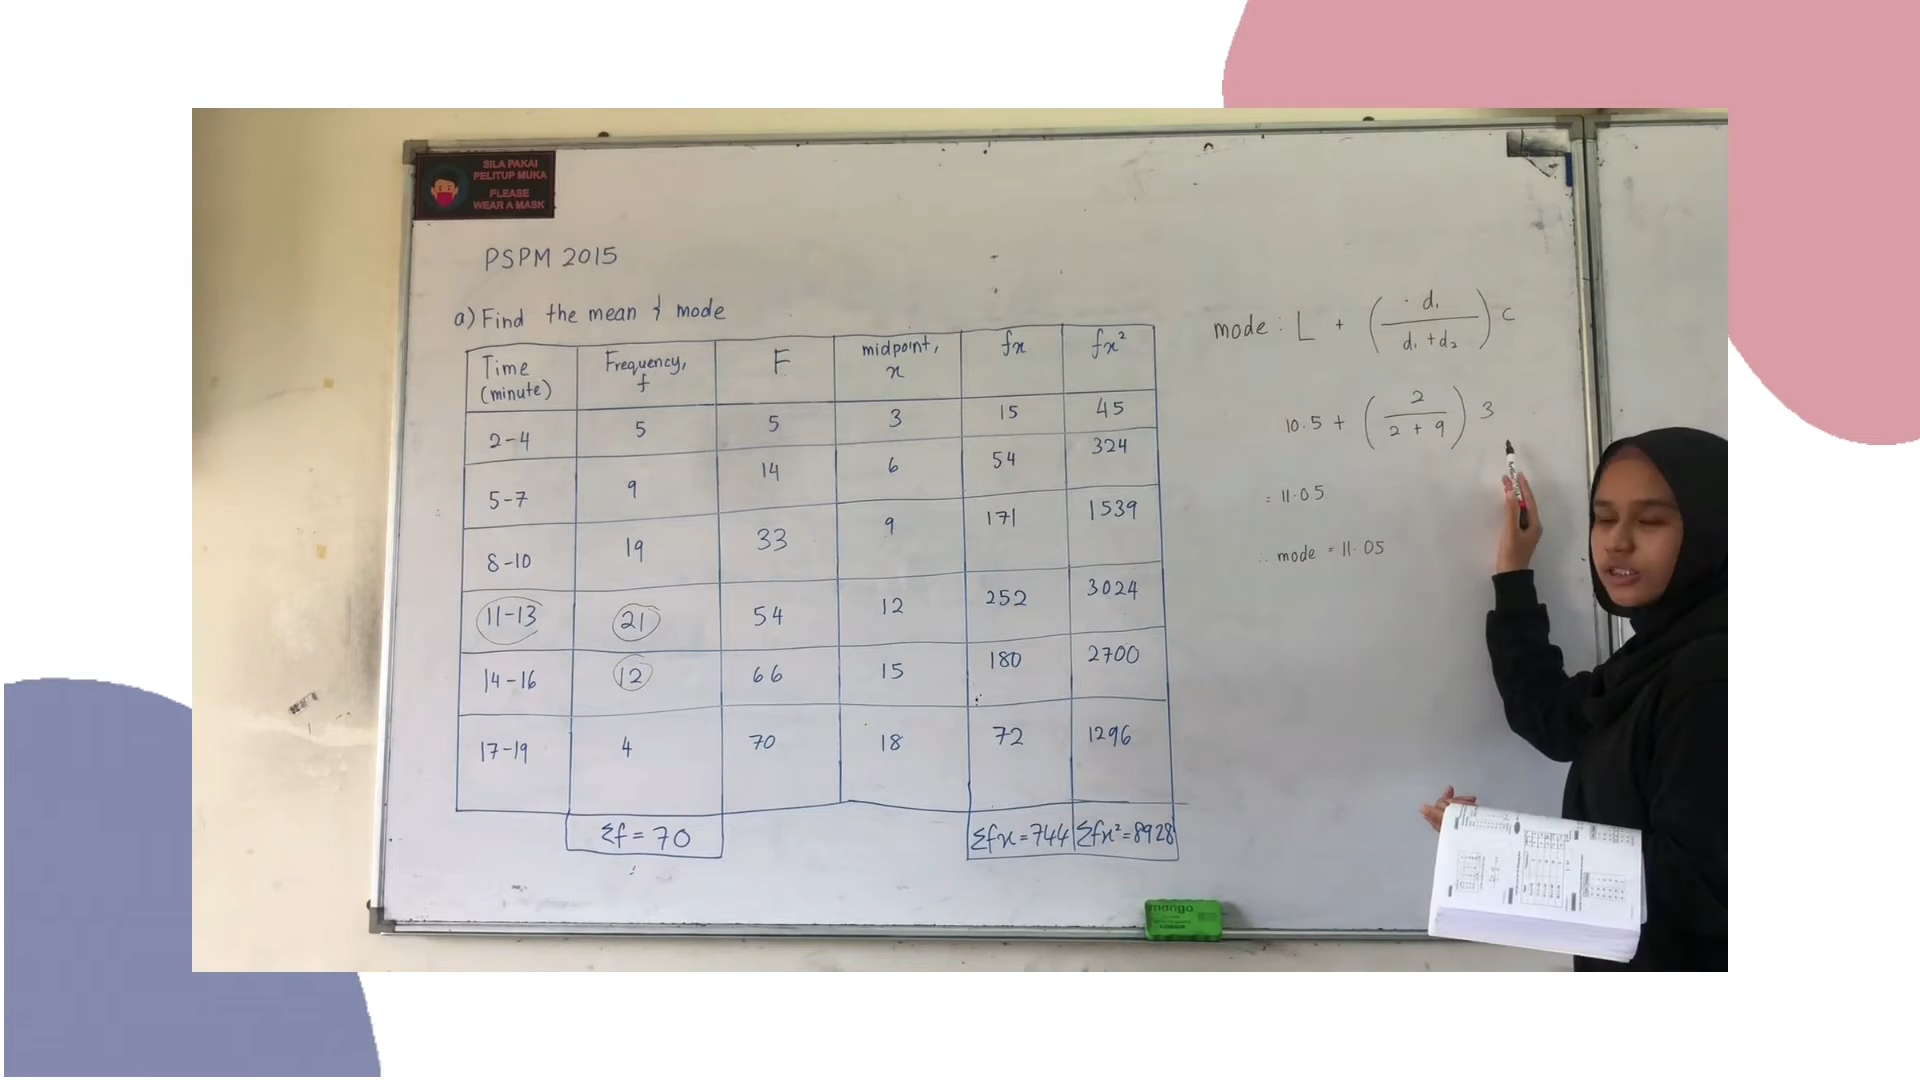 SILA PAKAI
PELITUP MUKA
PLEASE
WEAR A MASK
PSPM 2015
a) Find the mean & mode
Time (minute) Frequency, f F midpoint, x fx fx²
2-4 5 5 3 15 45
5-7 9 14 6 54 324
8-10 19 33 9 171 1539
11-13 21 54 12 252 3024
14-16 12 66 15 180 2700
17-19 4 70 18 72 1296
Σf = 70 Σfx = 744 Σfx² = 8928
mode : L + (d₁ / d₁ + d₂) c
10.5 + (2 / 2 + 9) 3
= 11.05
∴ mode = 11.05
mango